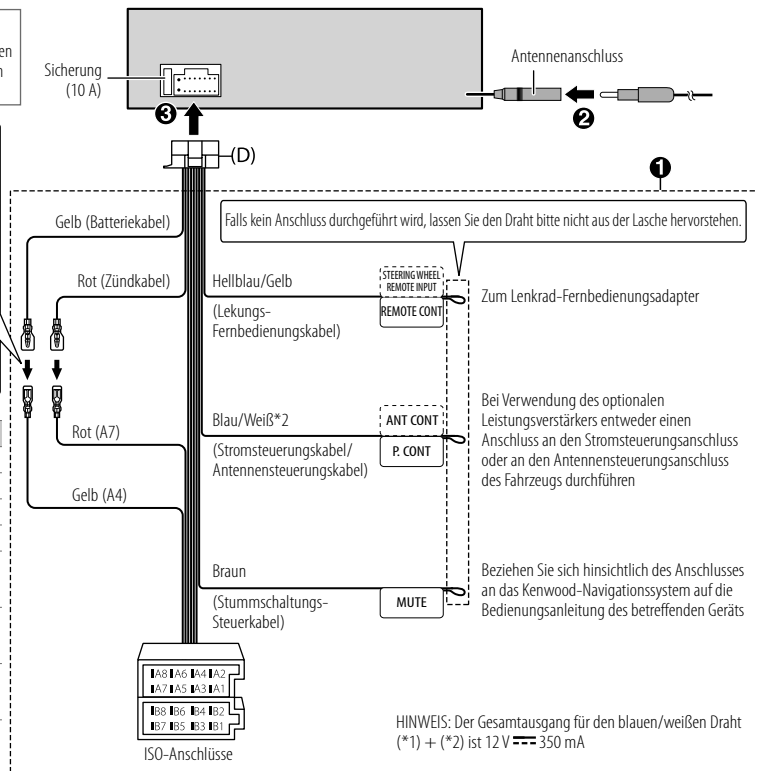 en
n
Sicherung
(10 A)
Antennenanschluss
❸
❷
(D)
❶
Falls kein Anschluss durchgeführt wird, lassen Sie den Draht bitte nicht aus der Lasche hervorstehen.
Gelb (Batteriekabel)
Rot (Zündkabel)
Hellblau/Gelb
(Lekungs-
Fernbedienungskabel)
STEERING WHEEL
REMOTE INPUT
REMOTE CONT
Zum Lenkrad-Fernbedienungsadapter
Rot (A7)
Gelb (A4)
Blau/Weiß*2
(Stromsteuerungskabel/
Antennensteuerungskabel)
ANT CONT
P. CONT
Bei Verwendung des optionalen
Leistungsverstärkers entweder einen
Anschluss an den Stromsteuerungsanschluss
oder an den Antennensteuerungsanschluss
des Fahrzeugs durchführen
Braun
(Stummschaltungs-
Steuerkabel)
MUTE
Beziehen Sie sich hinsichtlich des Anschlusses
an das Kenwood-Navigationssystem auf die
Bedienungsanleitung des betreffenden Geräts
A8 A6 A4 A2
A7 A5 A3 A1
B8 B6 B4 B2
B7 B5 B3 B1
ISO-Anschlüsse
HINWEIS: Der Gesamtausgang für den blauen/weißen Draht
(*1) + (*2) ist 12 V ⎓ 350 mA